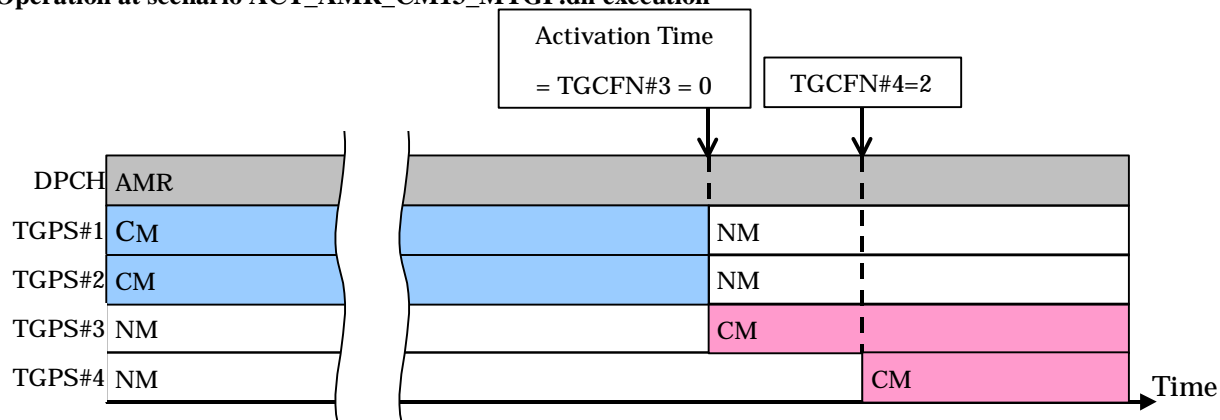 Activation Time
= TGCFN#3 = 0
TGCFN#4=2
DPCH AMR
TGPS#1 CM NM
TGPS#2 CM NM
TGPS#3 NM CM
TGPS#4 NM CM
Time